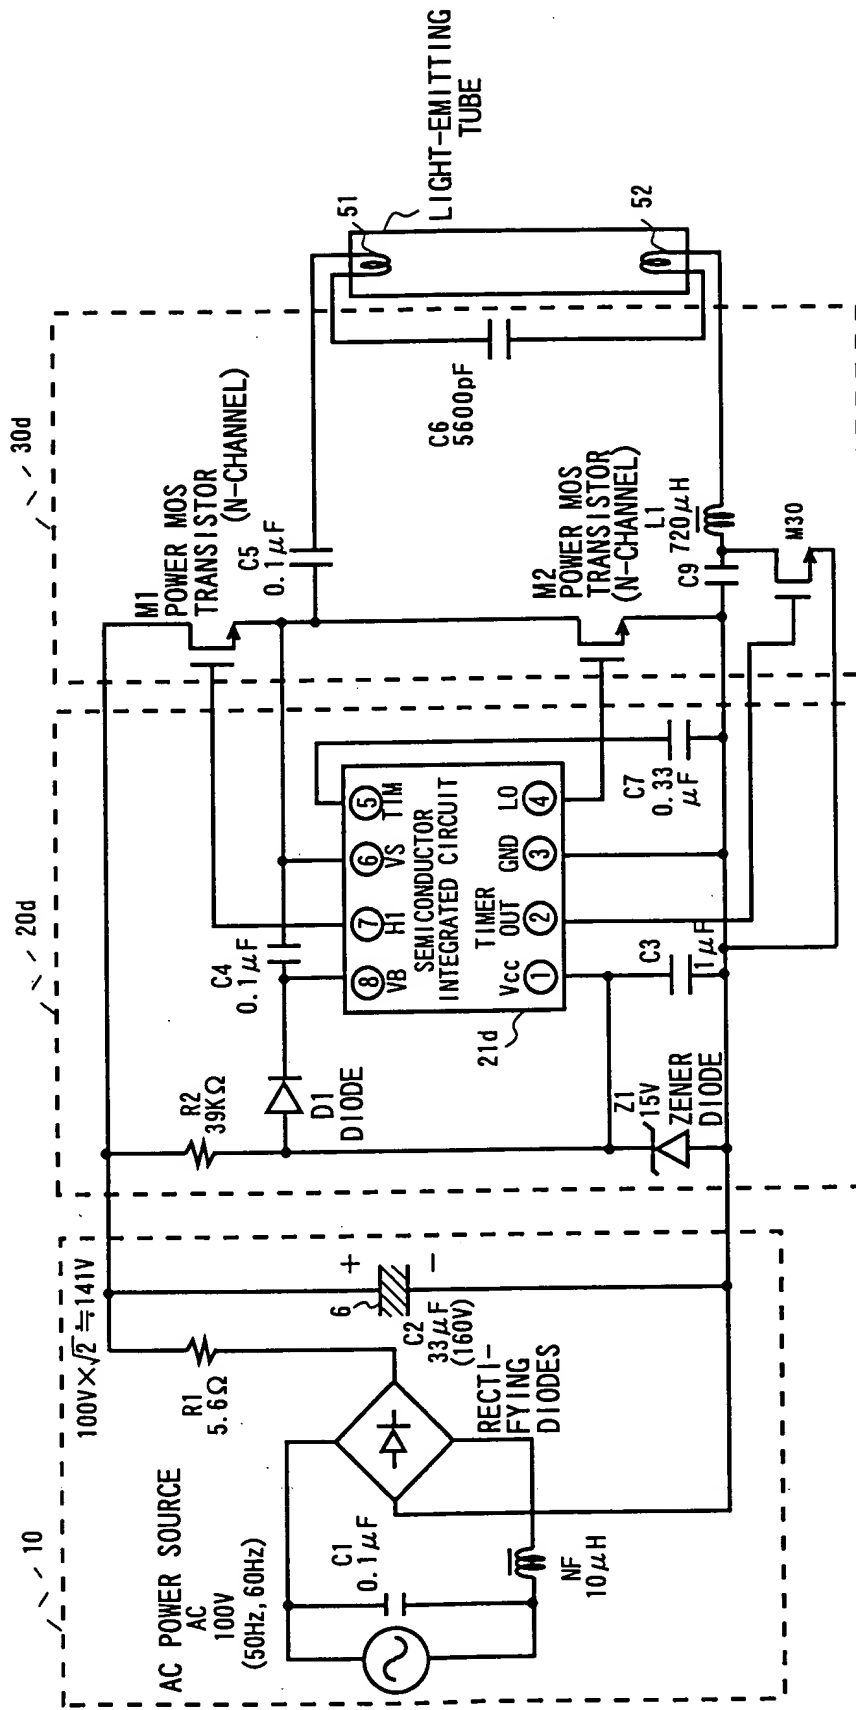 10
20d
30d
AC POWER SOURCE
AC
100V
(50Hz, 60Hz)
C1
0.1μF
NF
10μH
100V×√2≒141V
R1
5.6Ω
RECTI-
FYING
DIODES
6
+
−
C2
33μF
(160V)
R2
39KΩ
D1
DIODE
Z1
15V
ZENER
DIODE
C4
0.1μF
21d
8
7
6
5
VB
H1
VS
TIM
SEMICONDUCTOR
INTEGRATED CIRCUIT
TIMER
Vcc
OUT
GND
LO
1
2
3
4
C3
1μF
C7
0.33
μF
M1
POWER MOS
TRANSISTOR
(N-CHANNEL)
C5
0.1μF
M2
POWER MOS
TRANSISTOR
(N-CHANNEL)
C6
5600pF
L1
720μH
C9
M30
51
52
LIGHT-EMITTING
TUBE